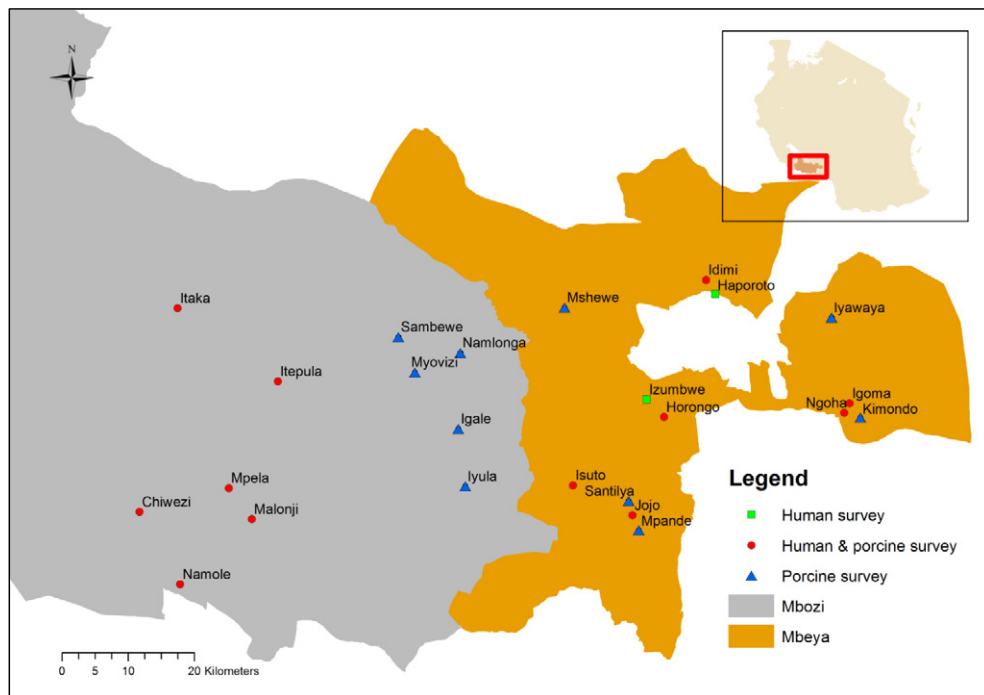 N
Idimi
Haporoto
Itaka
Mshewe
Iyawaya
Sambewe
Namlonga
Myovizi
Itepula
Izumbwe
Horongo
Igoma
Ngoha
Kimondo
Igale
Mpela
Iyula
Isuto
Santilya
Jojo
Mpande
Chiwezi
Malonji
Namole
Legend
Human survey
Human & porcine survey
Porcine survey
Mbozi
Mbeya
0 5 10 20 Kilometers